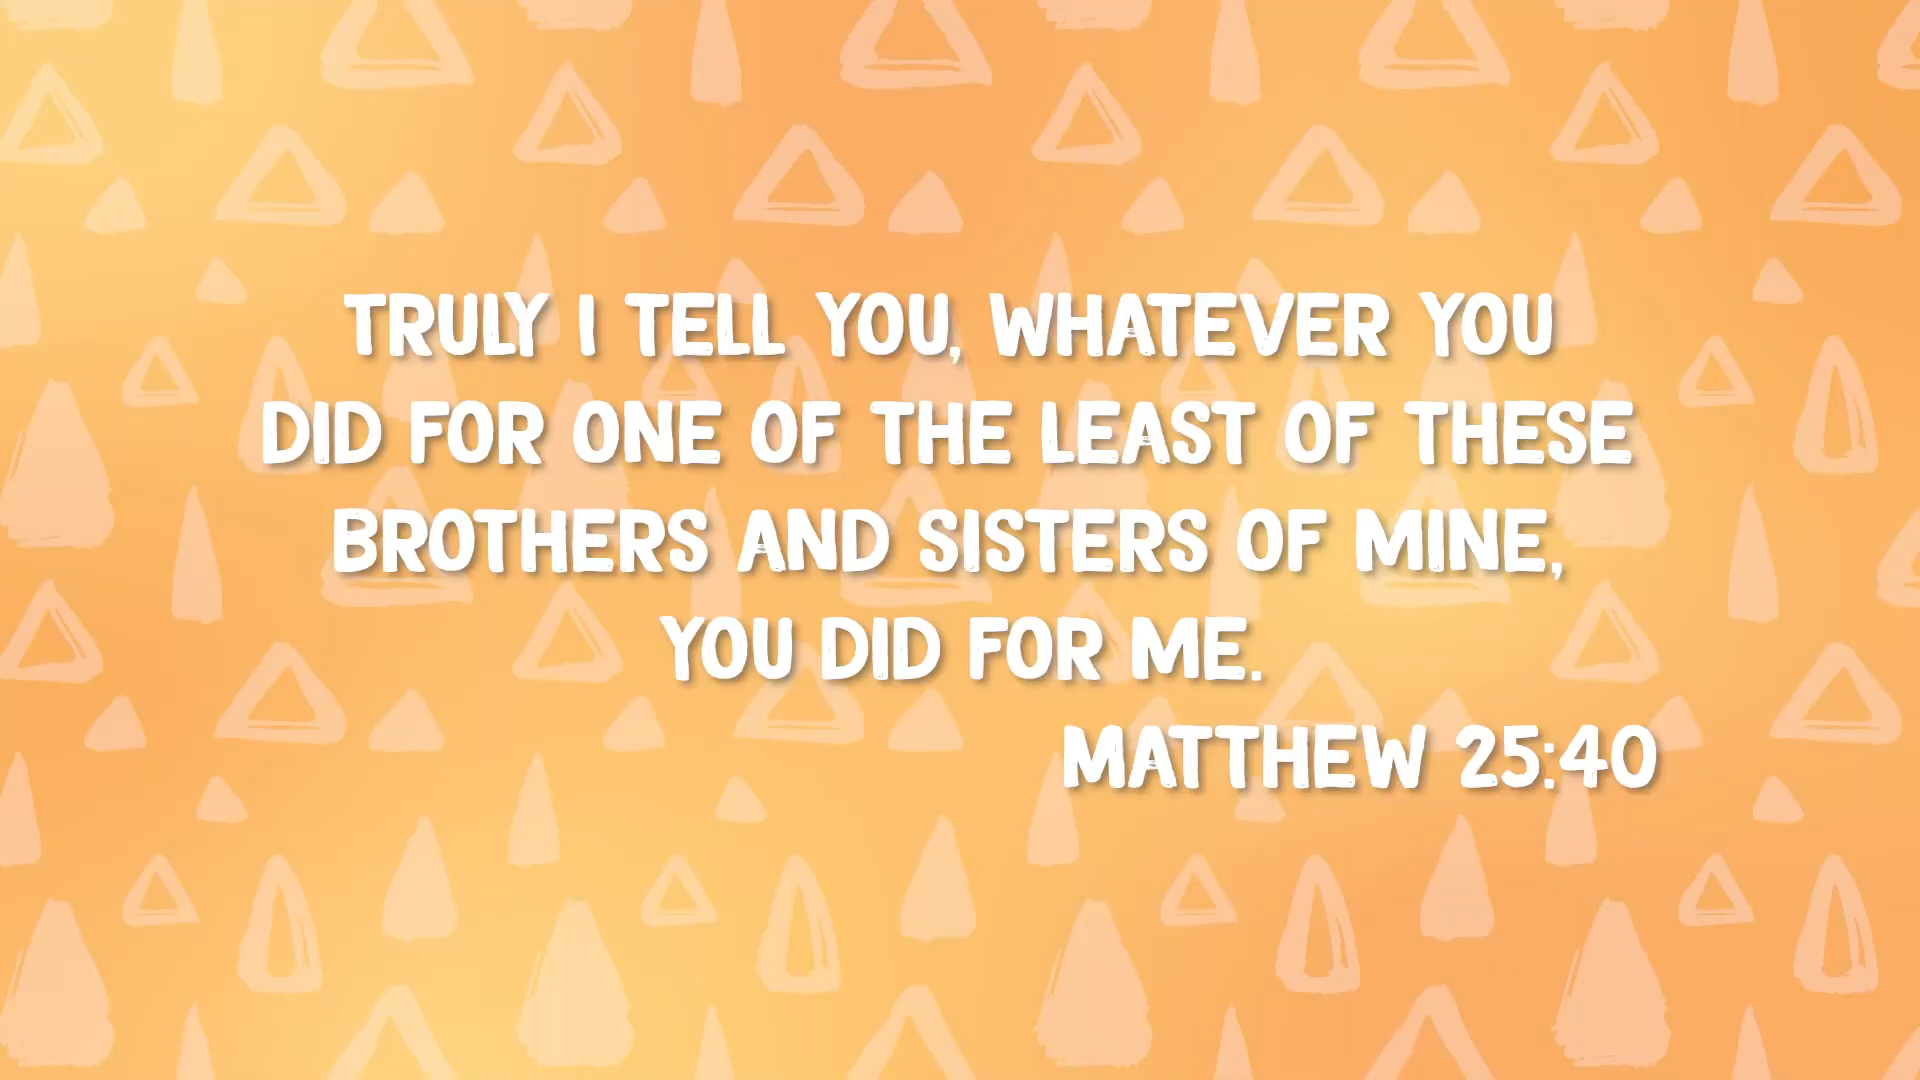 TRULY I TELL YOU, WHATEVER YOU
DID FOR ONE OF THE LEAST OF THESE
BROTHERS AND SISTERS OF MINE,
YOU DID FOR ME.
MATTHEW 25:40